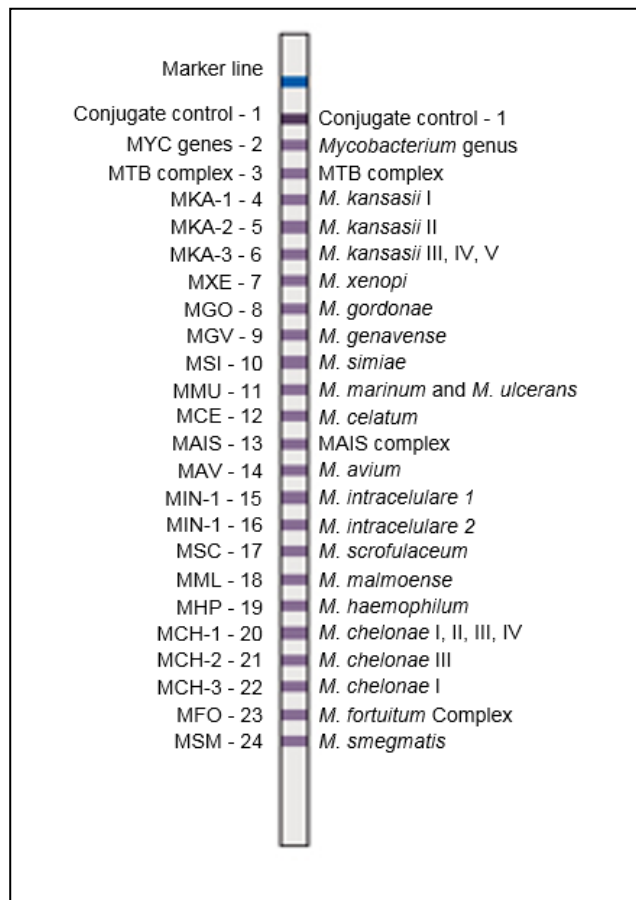 Marker line
Conjugate control - 1 Conjugate control - 1
MYC genes - 2 Mycobacterium genus
MTB complex - 3 MTB complex
MKA-1 - 4 M. kansasii I
MKA-2 - 5 M. kansasii II
MKA-3 - 6 M. kansasii III, IV, V
MXE - 7 M. xenopi
MGO - 8 M. gordonae
MGV - 9 M. genavense
MSI - 10 M. simiae
MMU - 11 M. marinum and M. ulcerans
MCE - 12 M. celatum
MAIS - 13 MAIS complex
MAV - 14 M. avium
MIN-1 - 15 M. intracelulare 1
MIN-1 - 16 M. intracelulare 2
MSC - 17 M. scrofulaceum
MML - 18 M. malmoense
MHP - 19 M. haemophilum
MCH-1 - 20 M. chelonae I, II, III, IV
MCH-2 - 21 M. chelonae III
MCH-3 - 22 M. chelonae I
MFO - 23 M. fortuitum Complex
MSM - 24 M. smegmatis